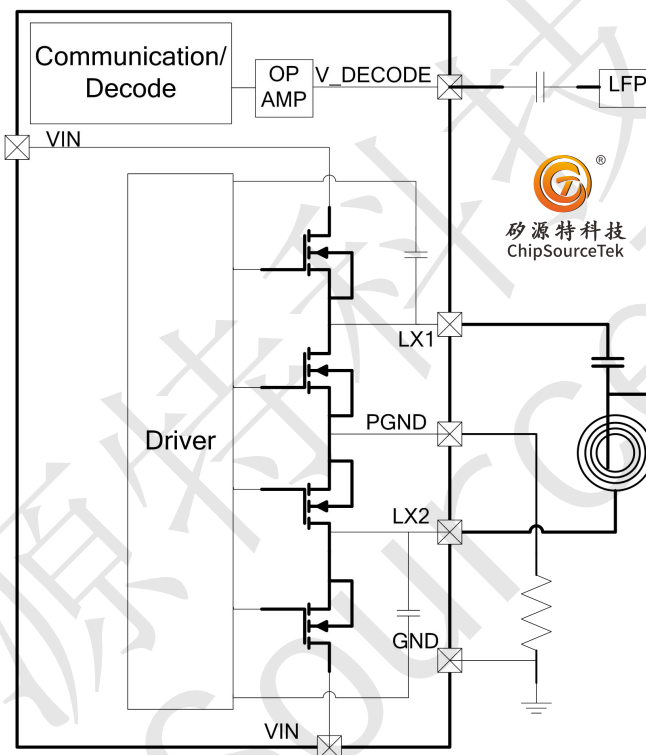 Communication/
Decode
OP
AMP
V_DECODE
LFP
VIN
®
矽源特科技
ChipSourceTek
LX1
PGND
Driver
LX2
GND
VIN